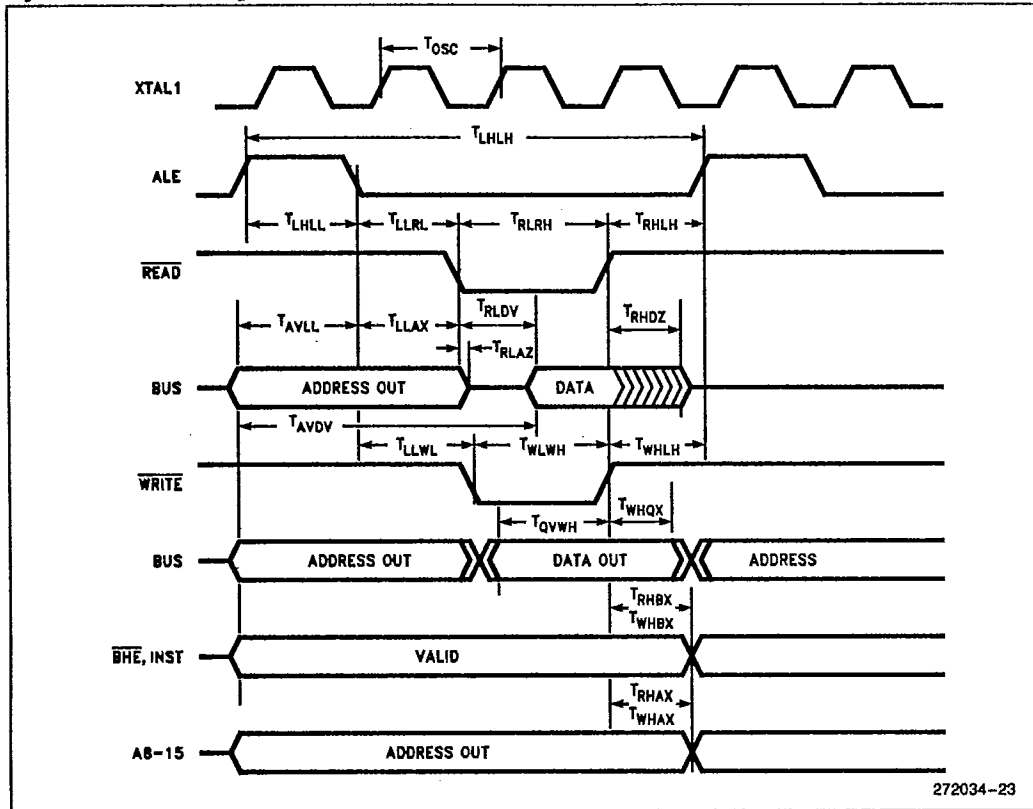 T_OSC
XTAL1
T_LHLH
ALE
T_LHLL T_LLRL T_RLRH T_RHLH
READ
T_RLDV T_RHDZ
T_AVLL T_LLAX
T_RLAZ
BUS ADDRESS OUT DATA
T_AVDV
T_LLWL T_WLWH T_WHLH
WRITE
T_QVWH T_WHQX
BUS ADDRESS OUT DATA OUT ADDRESS
T_RHBX
T_WHBX
BHE, INST VALID
T_RHAX
T_WHAX
A8-15 ADDRESS OUT
272034-23